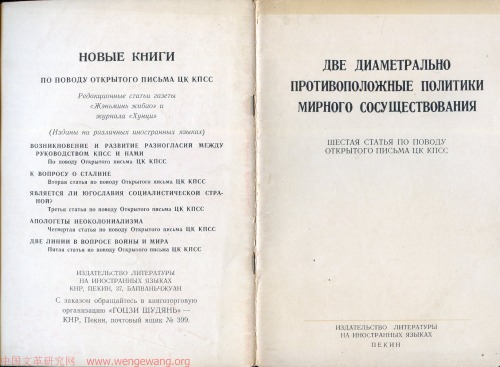 НОВЫЕ КНИГИ
ПО ПОВОДУ ОТКРЫТОГО ПИСЬМА ЦК КПСС
Редакционные статьи газеты
«Жэньминь жибао» и
журнала «Хунци»
(Изданы на различных иностранных языках)
ВОЗНИКНОВЕНИЕ И РАЗВИТИЕ РАЗНОГЛАСИЙ МЕЖДУ
РУКОВОДСТВОМ КПСС И НАМИ
По поводу Открытого письма ЦК КПСС
К ВОПРОСУ О СТАЛИНЕ
Вторая статья по поводу Открытого письма ЦК КПСС
ЯВЛЯЕТСЯ ЛИ ЮГОСЛАВИЯ СОЦИАЛИСТИЧЕСКОЙ СТРА-
НОЙ?
Третья статья по поводу Открытого письма ЦК КПСС
АПОЛОГЕТЫ НЕОКОЛОНИАЛИЗМА
Четвертая статья по поводу Открытого письма ЦК КПСС
ДВЕ ЛИНИИ В ВОПРОСЕ ВОЙНЫ И МИРА
Пятая статья по поводу Открытого письма ЦК КПСС
ИЗДАТЕЛЬСТВО ЛИТЕРАТУРЫ
НА ИНОСТРАННЫХ ЯЗЫКАХ
КНР, ПЕКИН, 37, БАЙВАНЬЧЖУАН
С заказом обращайтесь в книготорговую
организацию «ГОЦЗИ ШУДЯНЬ» —
КНР, Пекин, почтовый ящик № 399.
中国文革研究网 www.wengewang.org
ДВЕ ДИАМЕТРАЛЬНО
ПРОТИВОПОЛОЖНЫЕ ПОЛИТИКИ
МИРНОГО СОСУЩЕСТВОВАНИЯ
ШЕСТАЯ СТАТЬЯ ПО ПОВОДУ
ОТКРЫТОГО ПИСЬМА ЦК КПСС
ИЗДАТЕЛЬСТВО ЛИТЕРАТУРЫ
НА ИНОСТРАННЫХ ЯЗЫКАХ
ПЕКИН